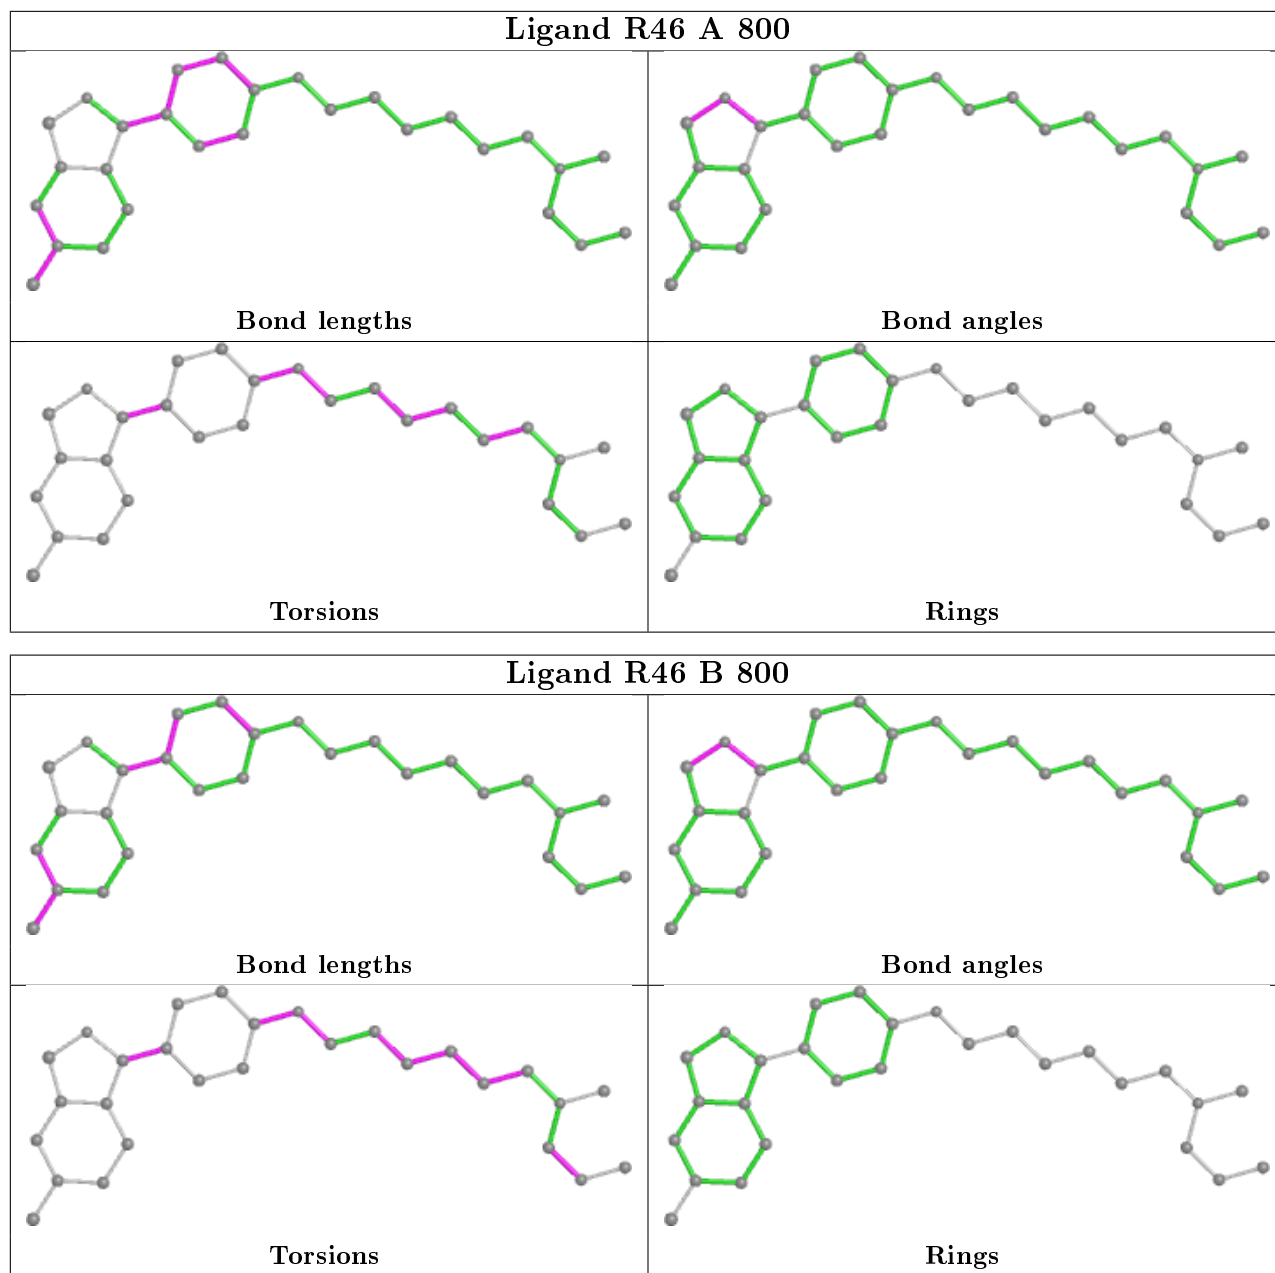 Ligand R46 A 800
Bond lengths
Bond angles
Torsions
Rings
Ligand R46 B 800
Bond lengths
Bond angles
Torsions
Rings